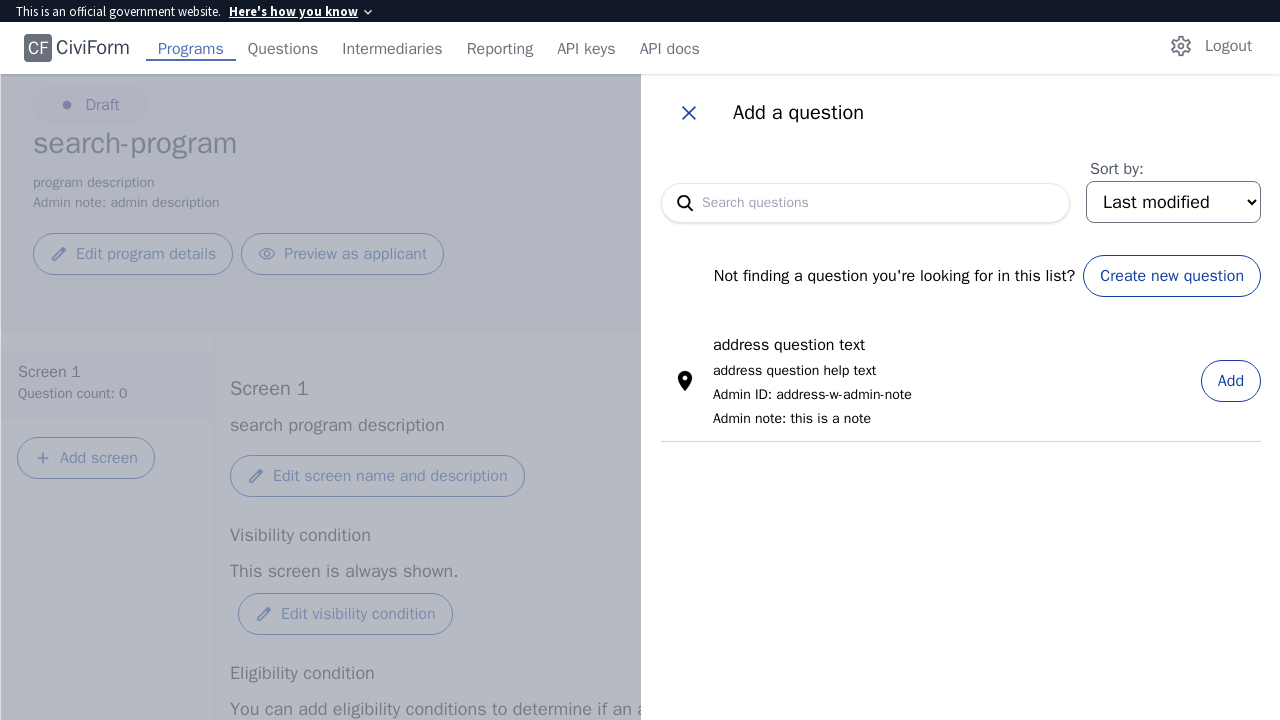 This is an official government website. Here's how you know
CF CiviForm Programs Questions Intermediaries Reporting API keys API docs Logout
Draft
search-program
program description
Admin note: admin description
Edit program details Preview as applicant
Screen 1
Question count: 0
Add screen
Screen 1
search program description
Edit screen name and description
Visibility condition
This screen is always shown.
Edit visibility condition
Eligibility condition
You can add eligibility conditions to determine if an
Add a question
Sort by:
Search questions Last modified
Not finding a question you're looking for in this list? Create new question
address question text
address question help text
Admin ID: address-w-admin-note
Admin note: this is a note
Add